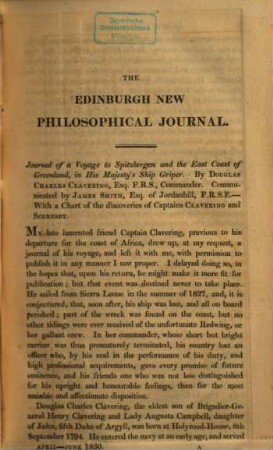 Bayerische
Staatsbibliothek
München
THE
EDINBURGH NEW
PHILOSOPHICAL JOURNAL.
Journal of a Voyage to Spitzbergen and the East Coast of
Greenland, in His Majesty's Ship Griper. By DOUGLAS
CHARLES CLAVERING, Esq. F.R.S., Commander. Commu-
nicated by JAMES SMITH, Esq. of Jordanhill, F.R.S.E.—
With a Chart of the discoveries of Captains CLAVERING and
SCORESBY.
MY late lamented friend Captain Clavering, previous to his
departure for the coast of Africa, drew up, at my request, a
journal of his voyage, and left it with me, with permission to
publish it in any manner I saw proper. I delayed doing so, in
the hopes that, upon his return, he might make it more fit for
publication; but that event was destined never to take place.
He sailed from Sierra Leone in the summer of 1827, and, it is
conjectured, that, soon after, his ship was lost, and all on board
perished; part of the wreck was found on the coast, but no
other tidings were ever received of the unfortunate Redwing, or
her gallant crew. In her commander, whose short but bright
carrier was thus prematurely terminated, his country lost an
officer who, by his zeal in the performance of his duty, and
high professional acquirements, gave every promise of future
eminence, and his friends one who was not less distinguished
for his upright and honourable feelings, than for the most
amiable and affectionate disposition.
Douglas Charles Clavering, the eldest son of Brigadier-Ge-
neral Henry Clavering and Lady Augusta Campbell, daughter
of John, fifth Duke of Argyll, was born at Holyrood-House, 8th
September 1794. He entered the navy at an early age, and served
APRIL—JUNE 1830. A